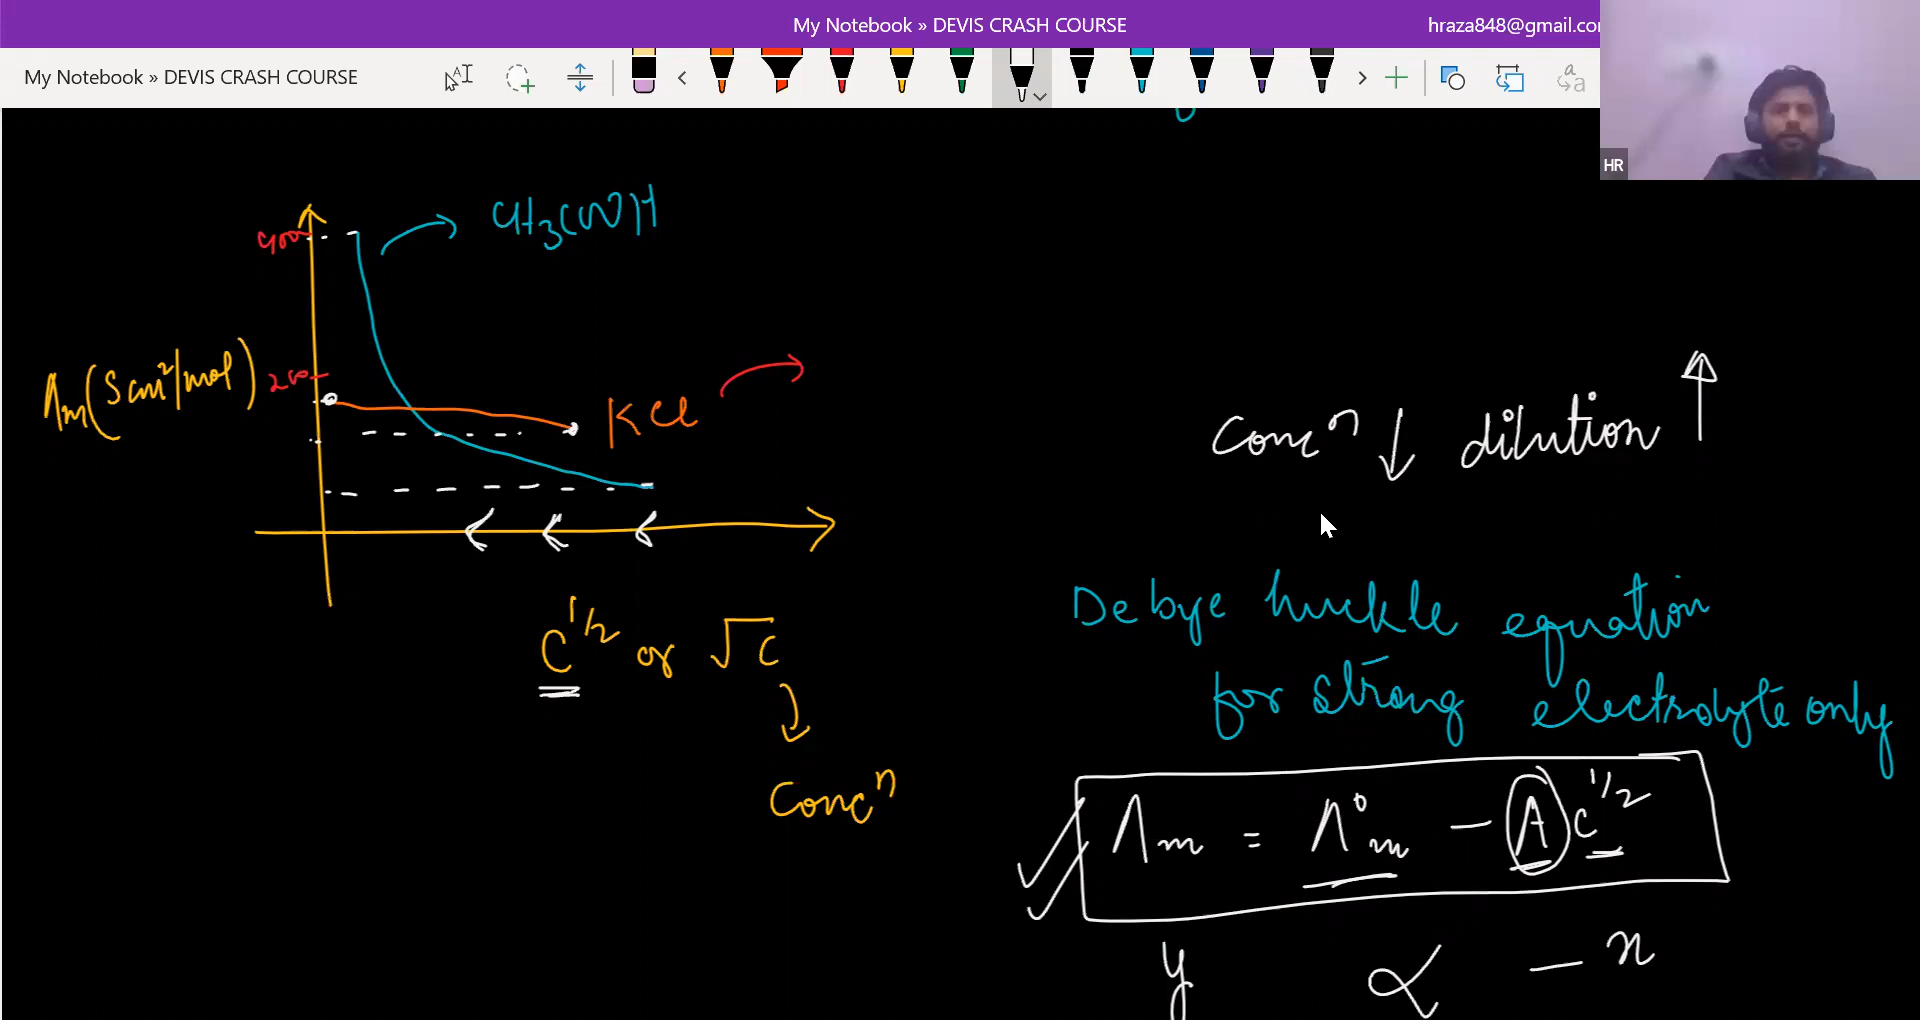 My Notebook » DEVIS CRASH COURSE
hraza848@gmail.co
My Notebook » DEVIS CRASH COURSE
HR
CH3COOH
400
Λm(Scm²/mol)
200
KCl
Concⁿ ↓ dilution ↑
C^1/2 or √c
Concⁿ
Debye huckle equation
for strong electrolyte only
Λm = Λ°m - A c^1/2
y ∝ - x